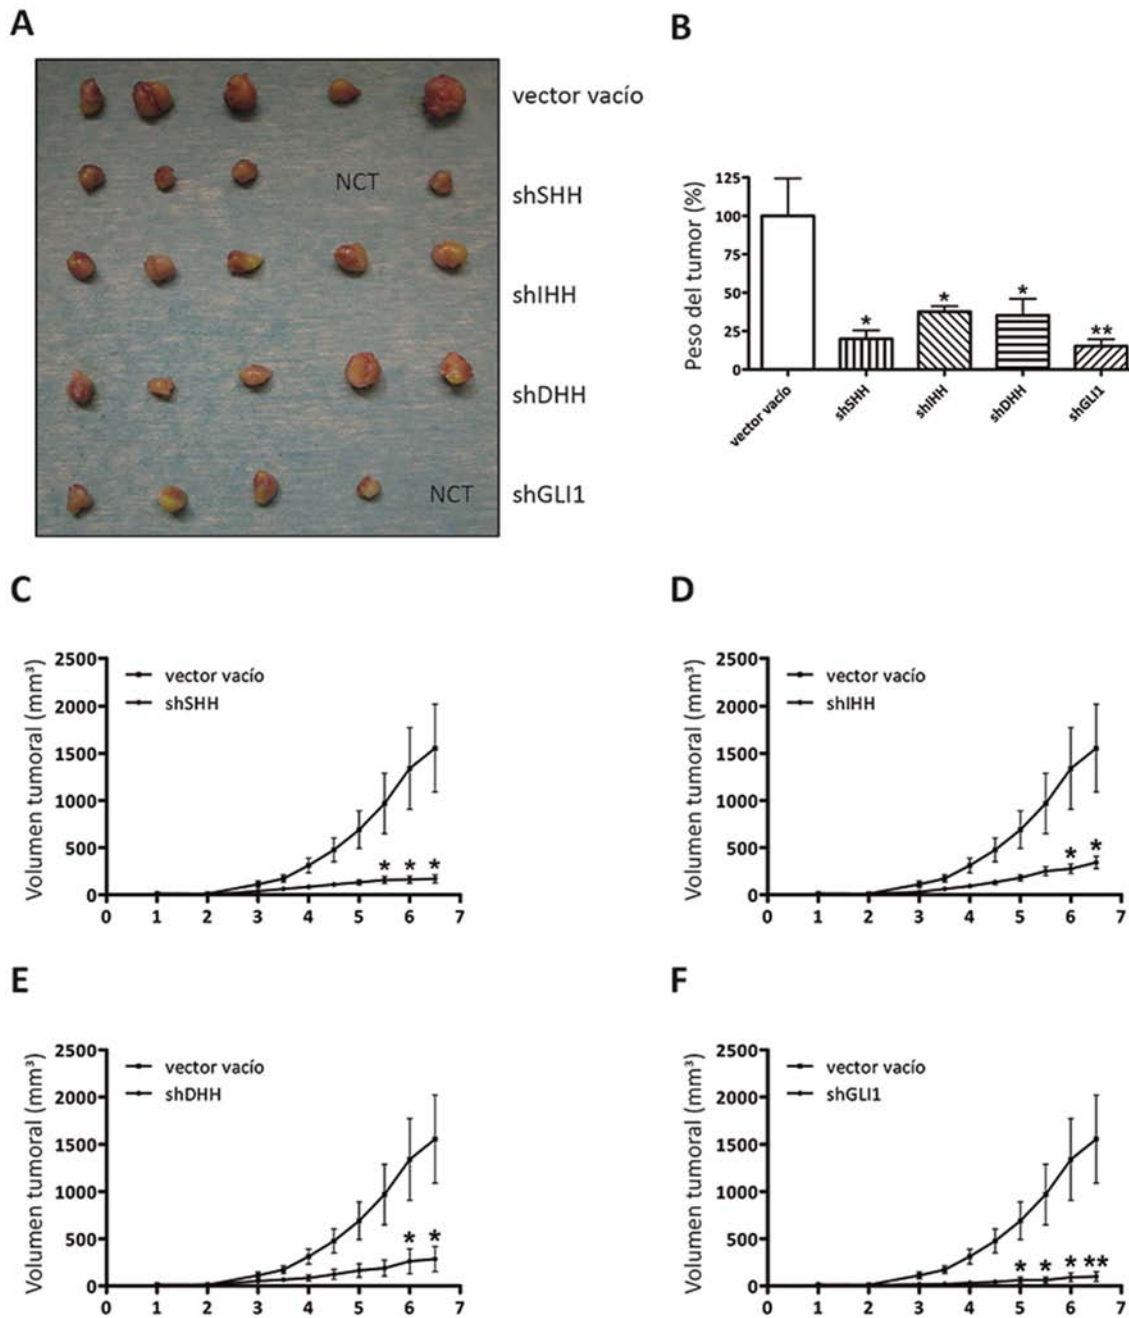 A
vector vacío
NCT
shSHH
shIHH
shDHH
NCT
shGLI1
B
Peso del tumor (%)
125
100
75
50
25
0
*
*
*
**
vector vacío
shSHH
shIHH
shDHH
shGLI1
C
Volumen tumoral (mm³)
2500
2000
1500
1000
500
0
vector vacío
shSHH
* * *
0 1 2 3 4 5 6 7
D
Volumen tumoral (mm³)
2500
2000
1500
1000
500
0
vector vacío
shIHH
* *
0 1 2 3 4 5 6 7
E
Volumen tumoral (mm³)
2500
2000
1500
1000
500
0
vector vacío
shDHH
* *
0 1 2 3 4 5 6 7
F
Volumen tumoral (mm³)
2500
2000
1500
1000
500
0
vector vacío
shGLI1
* * * **
0 1 2 3 4 5 6 7